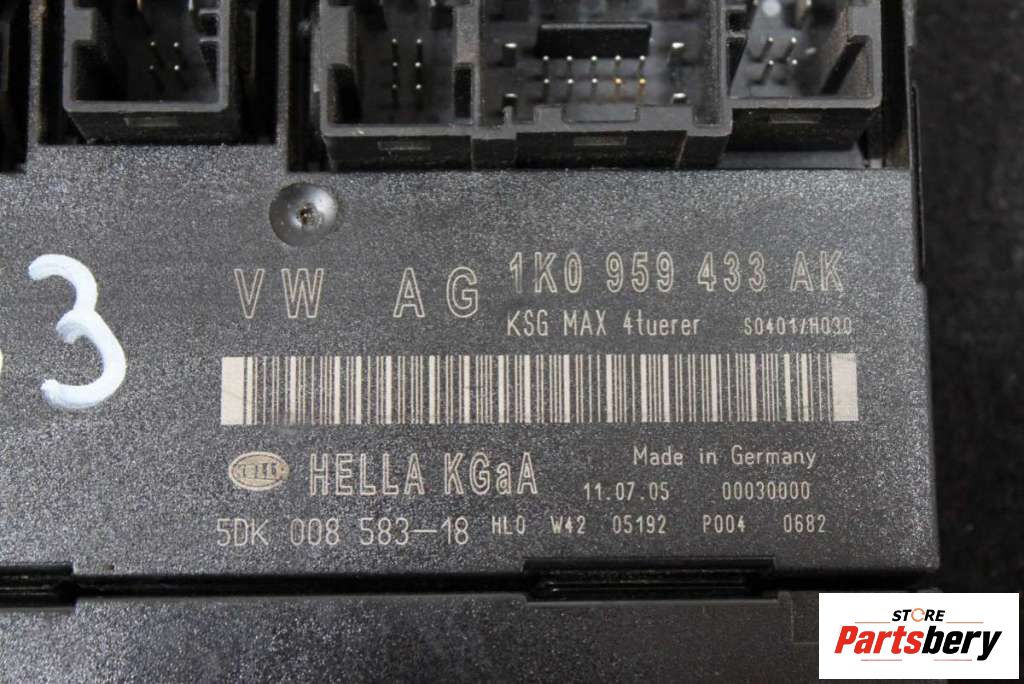 3
VW AG 1K0 959 433 AK
KSG MAX 4tuerer S0401/H030
HELLA
HELLA KGaA Made in Germany
11.07.05 00030000
5DK 008 583-18 HL0 W42 05192 P004 0682
STORE
Partsbery